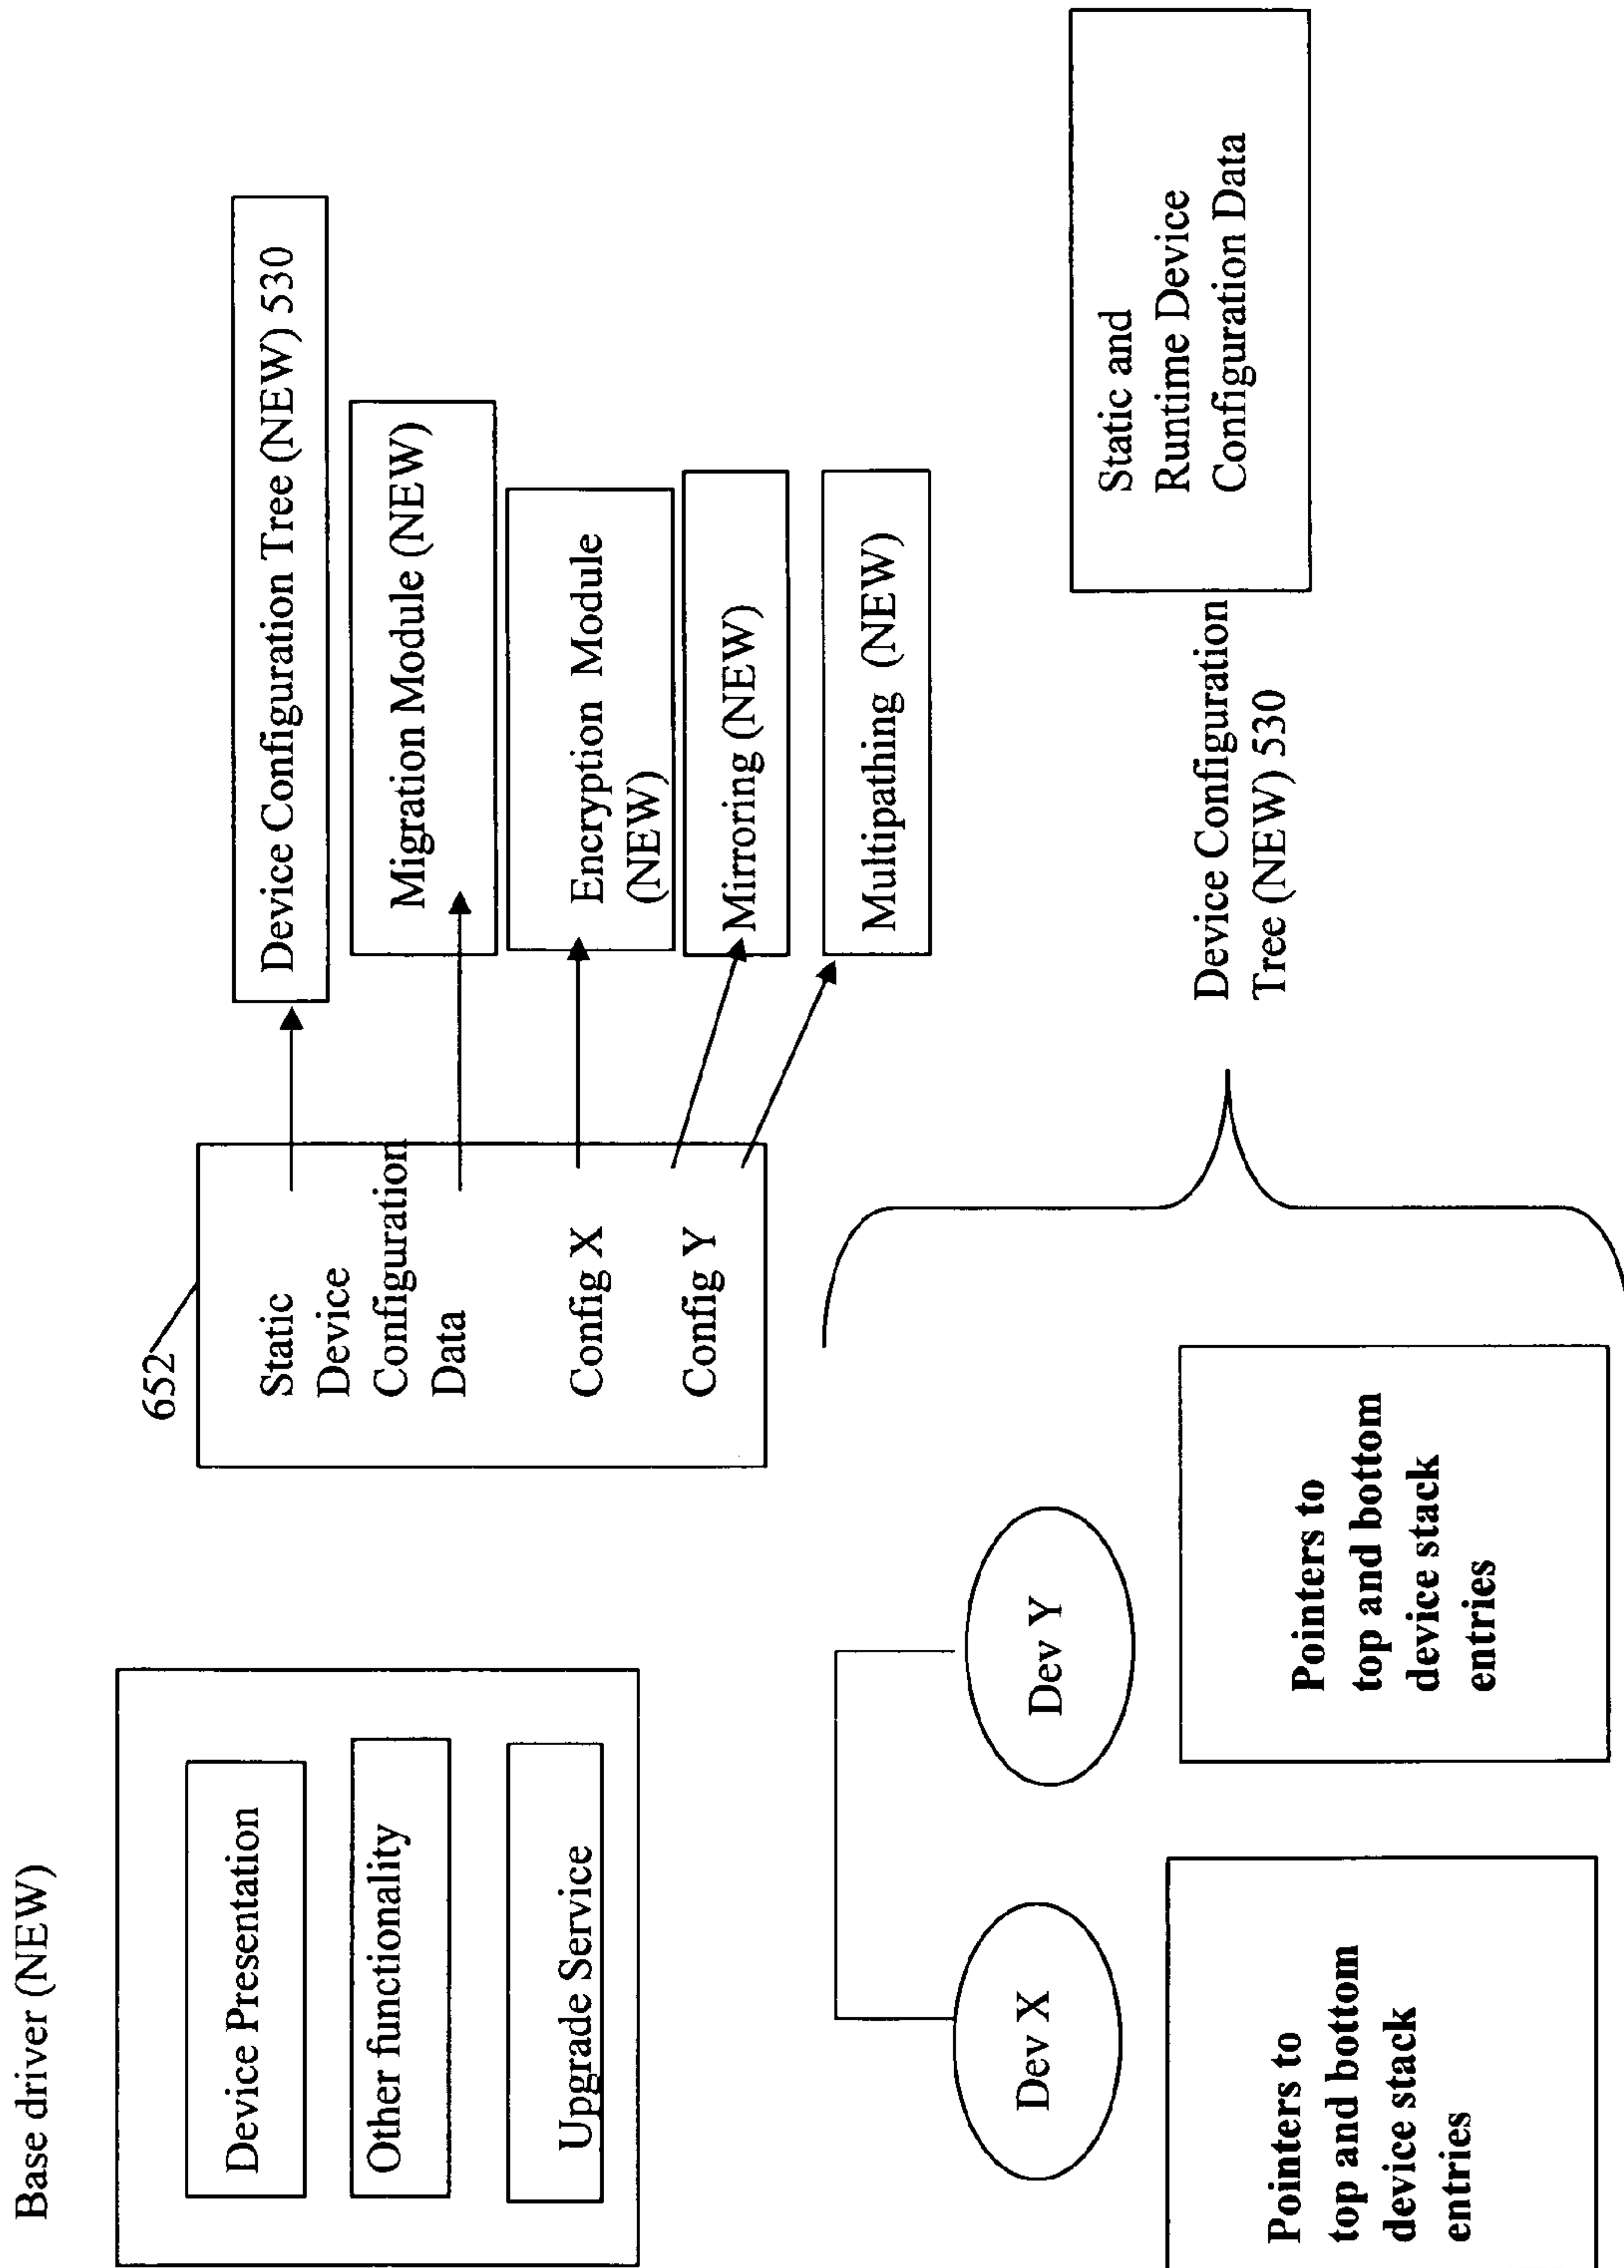 Base driver (NEW)
Device Presentation
Other functionality
Upgrade Service
652
Static
Device
Configuration
Data
Config X
Config Y
Device Configuration Tree (NEW) 530
Migration Module (NEW)
Encryption Module
(NEW)
Mirroring (NEW)
Multipathing (NEW)
Dev X
Dev Y
Pointers to
top and bottom
device stack
entries
Pointers to
top and bottom
device stack
entries
Device Configuration
Tree (NEW) 530
Static and
Runtime Device
Configuration Data